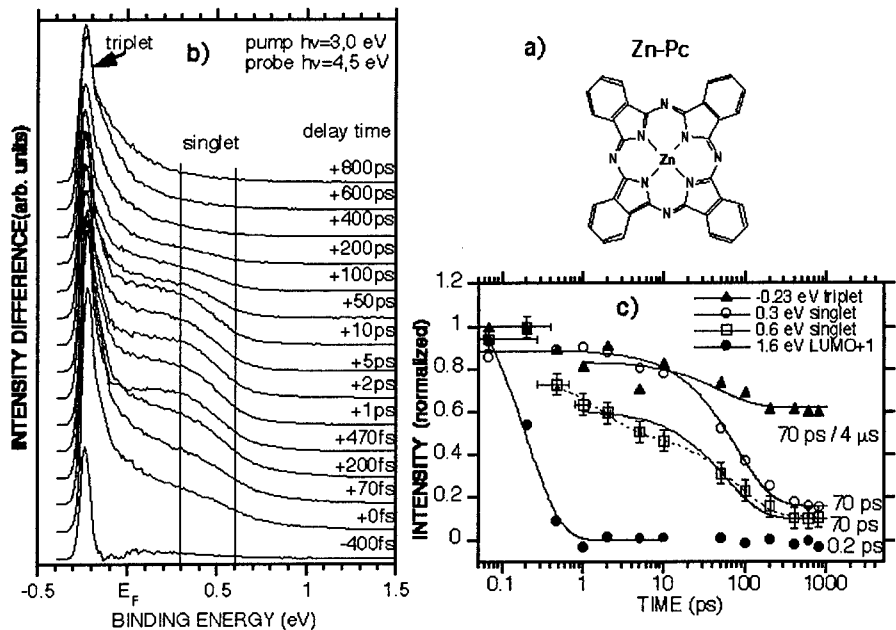 b)
pump hν=3,0 eV
probe hν=4,5 eV
triplet
singlet
delay time
+800ps
+600ps
+400ps
+200ps
+100ps
+50ps
+10ps
+5ps
+2ps
+1ps
+470fs
+200fs
+70fs
+0fs
-400fs
INTENSITY DIFFERENCE(arb. units)
-0.5
E_F
0.5
1.0
1.5
BINDING ENERGY (eV)
a)
Zn-Pc
N
N
N
N
Zn
N
N
N
N
c)
-0.23 eV triplet
0.3 eV singlet
0.6 eV singlet
1.6 eV LUMO+1
1.2
1
0.8
0.6
0.4
0.2
0
INTENSITY (normalized)
70 ps / 4 µs
70 ps
70 ps
0.2 ps
0.1
1
10
100
1000
TIME (ps)